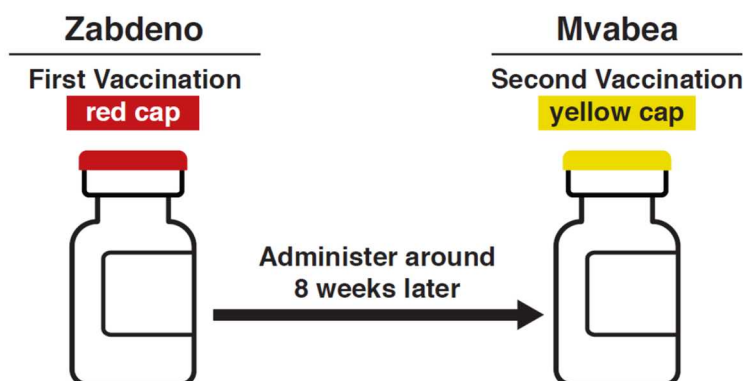 Zabdeno
First Vaccination
red cap
Administer around
8 weeks later
Mvabea
Second Vaccination
yellow cap